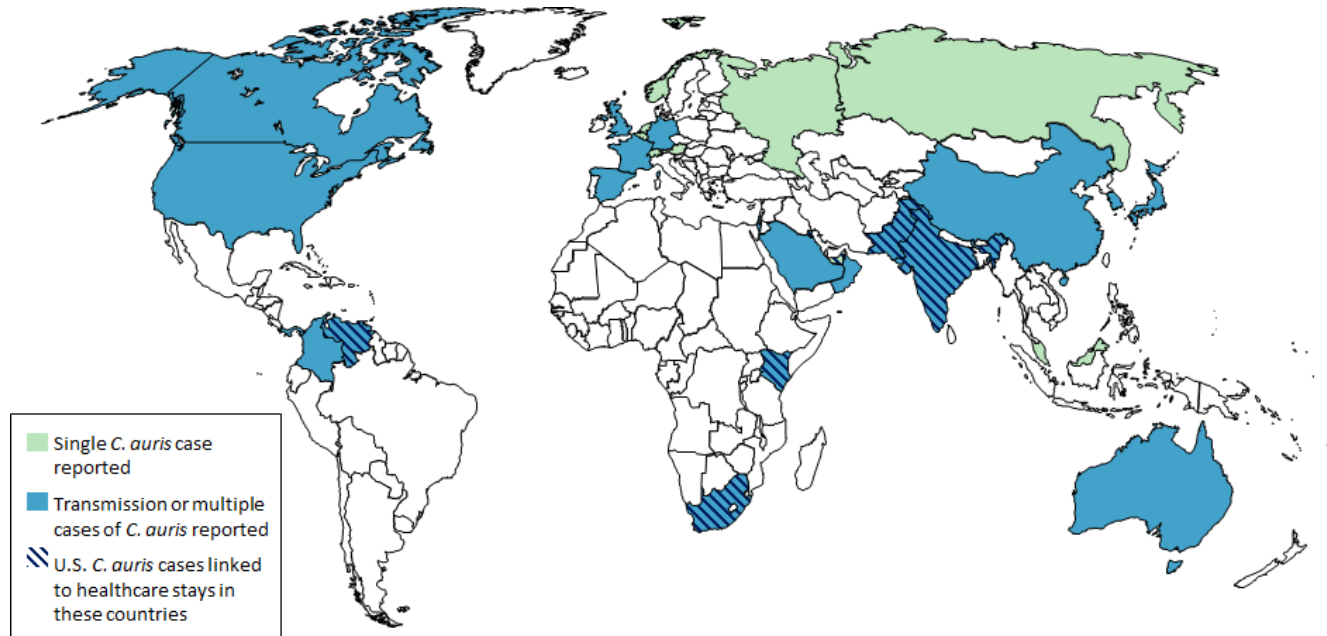 Single C. auris case
reported
Transmission or multiple
cases of C. auris reported
U.S. C. auris cases linked
to healthcare stays in
these countries